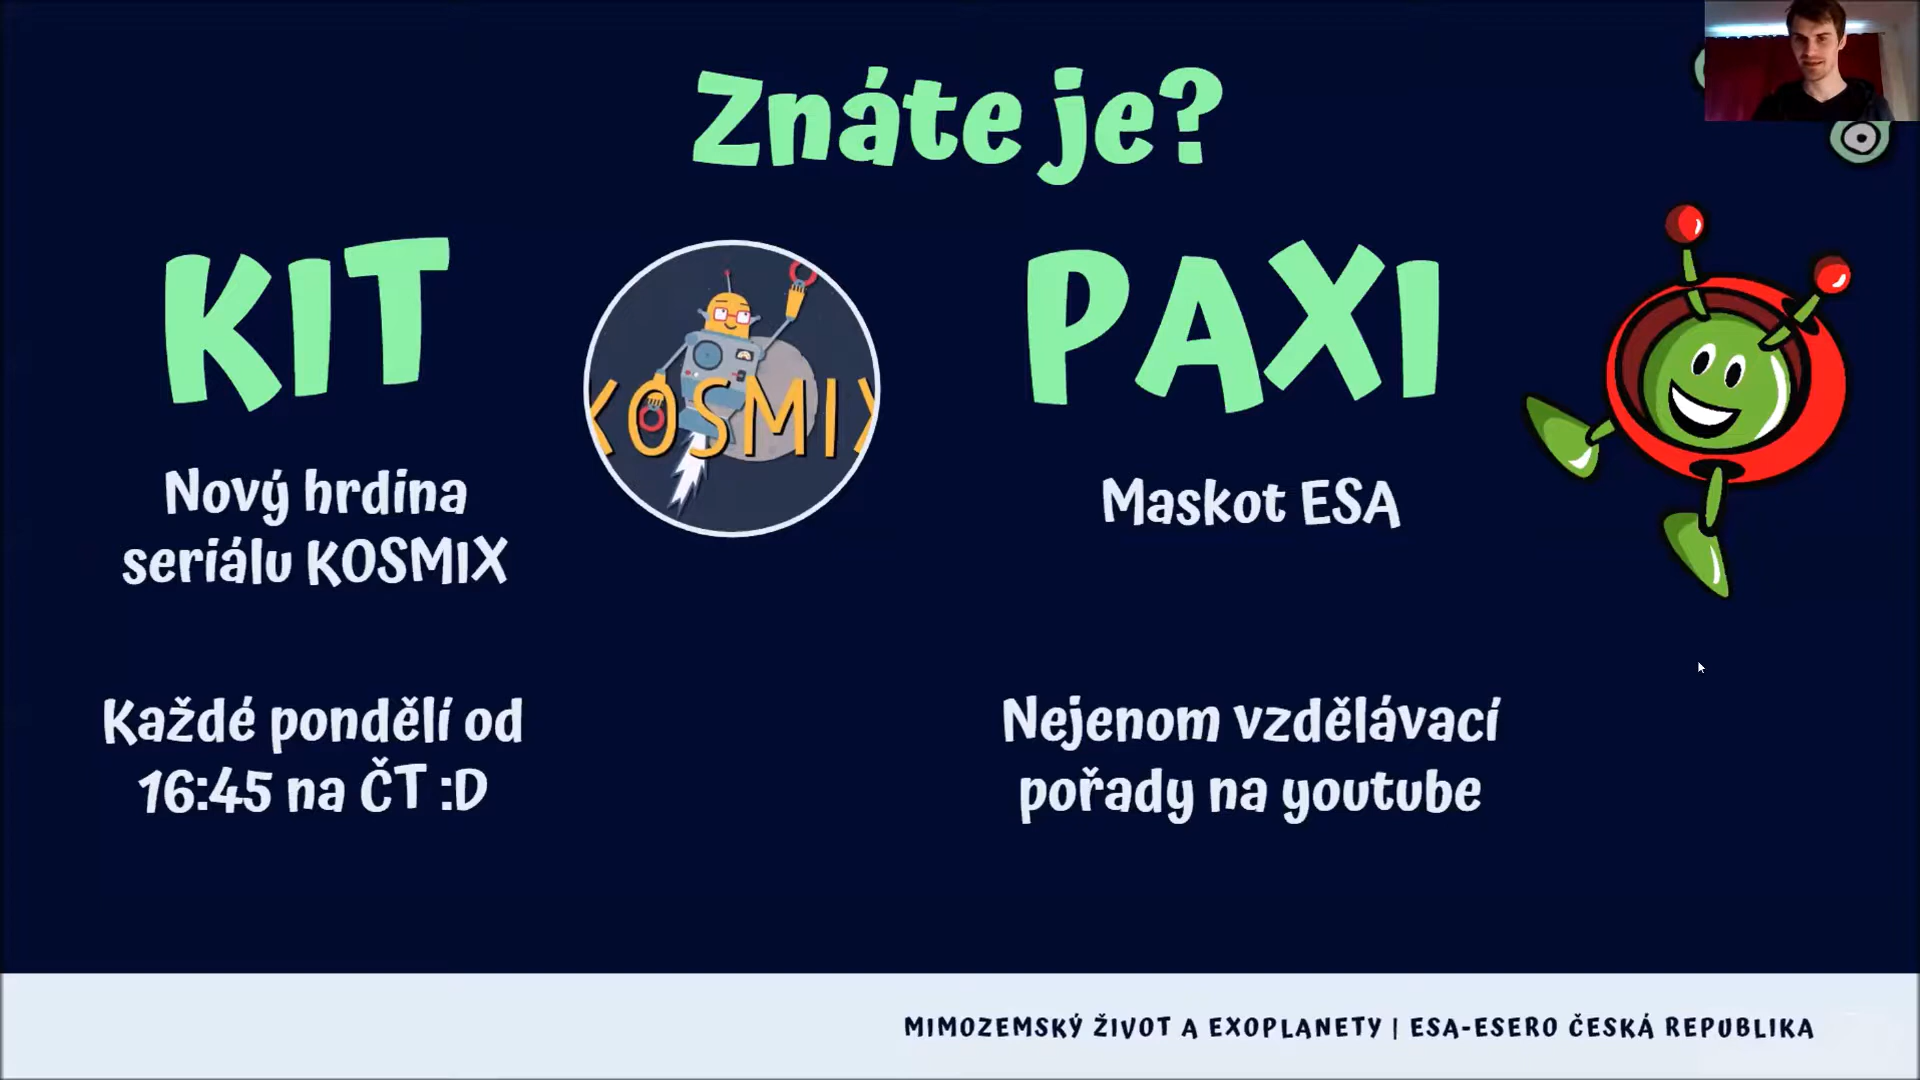 Znáte je?
KIT
KOSMIX
Nový hrdina
seriálu KOSMIX
Každé pondělí od
16:45 na ČT :D
PAXI
Maskot ESA
Nejenom vzdělávací
pořady na youtube
MIMOZEMSKÝ ŽIVOT A EXOPLANETY | ESA-ESERO ČESKÁ REPUBLIKA